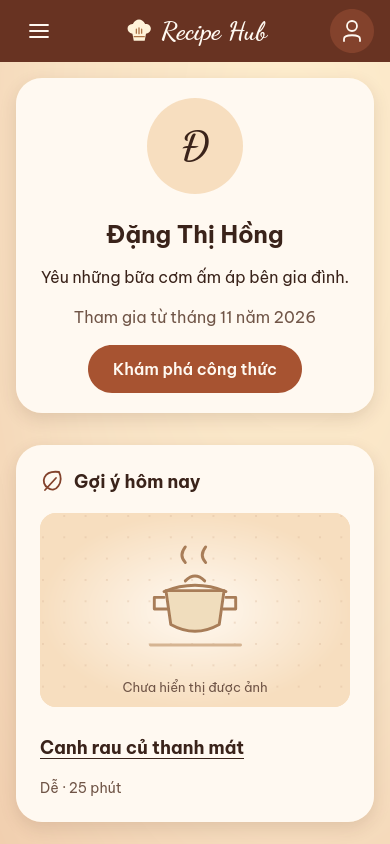 Recipe Hub
Đ
Đặng Thị Hồng
Yêu những bữa cơm ấm áp bên gia đình.
Tham gia từ tháng 11 năm 2026
Khám phá công thức
Gợi ý hôm nay
Chưa hiển thị được ảnh
Canh rau củ thanh mát
Dễ · 25 phút